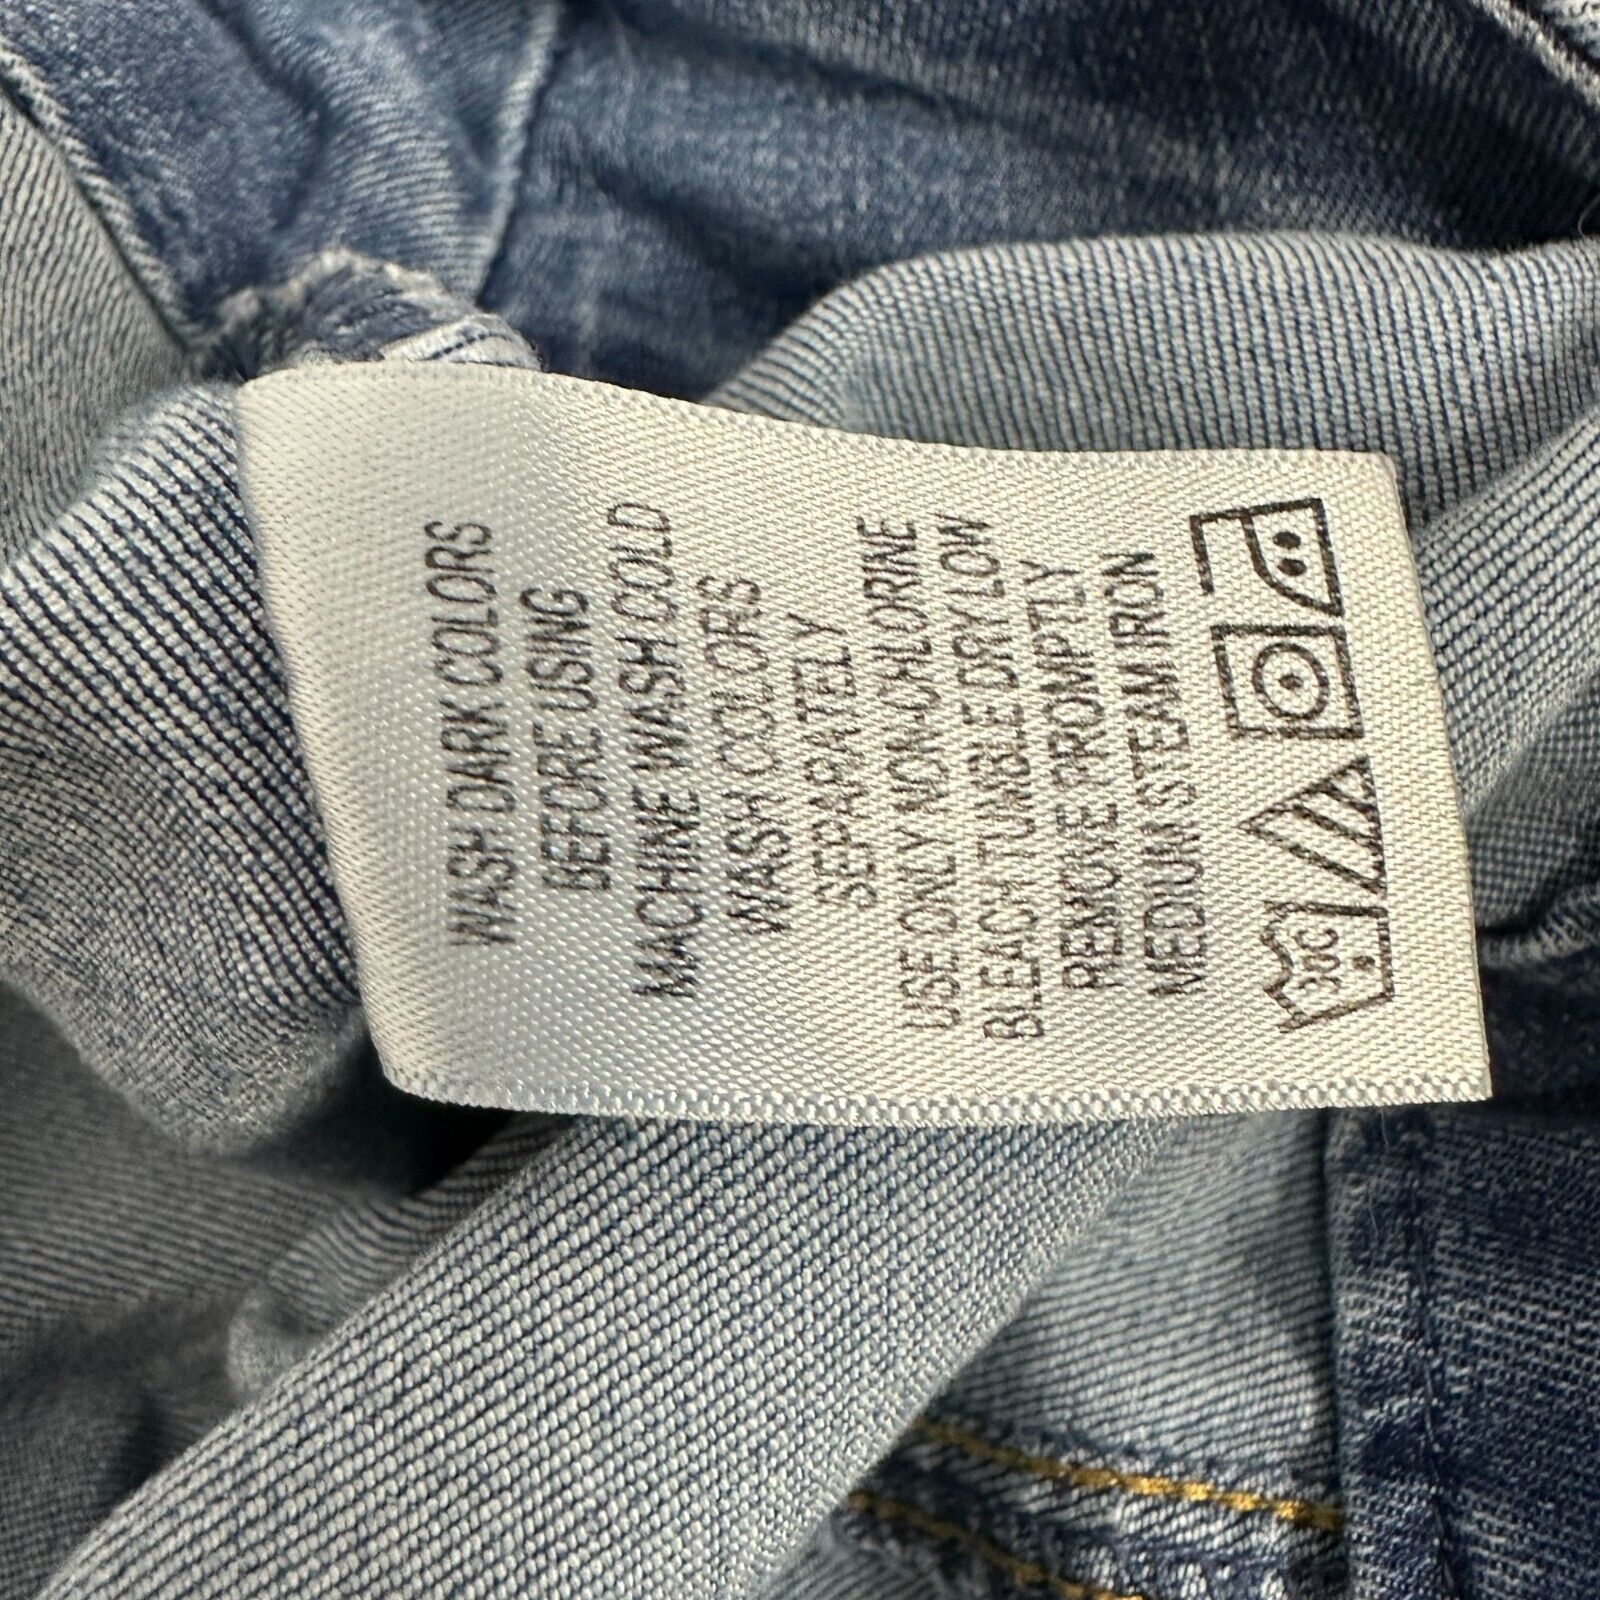 WASH DARK COLORS
BEFORE USING
MACHINE WASH COLD
WASH COLORS
SEPARATELY
USE ONLY NON-CHLORINE
BLEACH TUMBLE DRY LOW
REMOVE PROMPTLY
MEDIUM STEAM IRON
30C